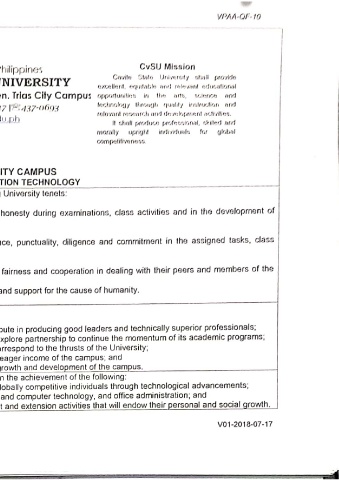 VPAA-QF-10
Philippines
NIVERSITY
en. Trias City Campus
437-0693
du.ph
CvSU Mission
Cavite State University shall provide
excellent, equitable and relevant educational
opportunities in the arts, science and
technology through quality instruction and
relevant research and development activities.
It shall produce professional, skilled and
morally upright individuals for global
competitiveness.
ITY CAMPUS
TION TECHNOLOGY
University tenets:
honesty during examinations, class activities and in the development of
ce, punctuality, diligence and commitment in the assigned tasks, class
fairness and cooperation in dealing with their peers and members of the
and support for the cause of humanity.
bute in producing good leaders and technically superior professionals;
xplore partnership to continue the momentum of its academic programs;
rrespond to the thrusts of the University;
eager income of the campus; and
rowth and development of the campus.
n the achievement of the following:
lobally competitive individuals through technological advancements;
and computer technology, and office administration; and
t and extension activities that will endow their personal and social growth.
V01-2018-07-17